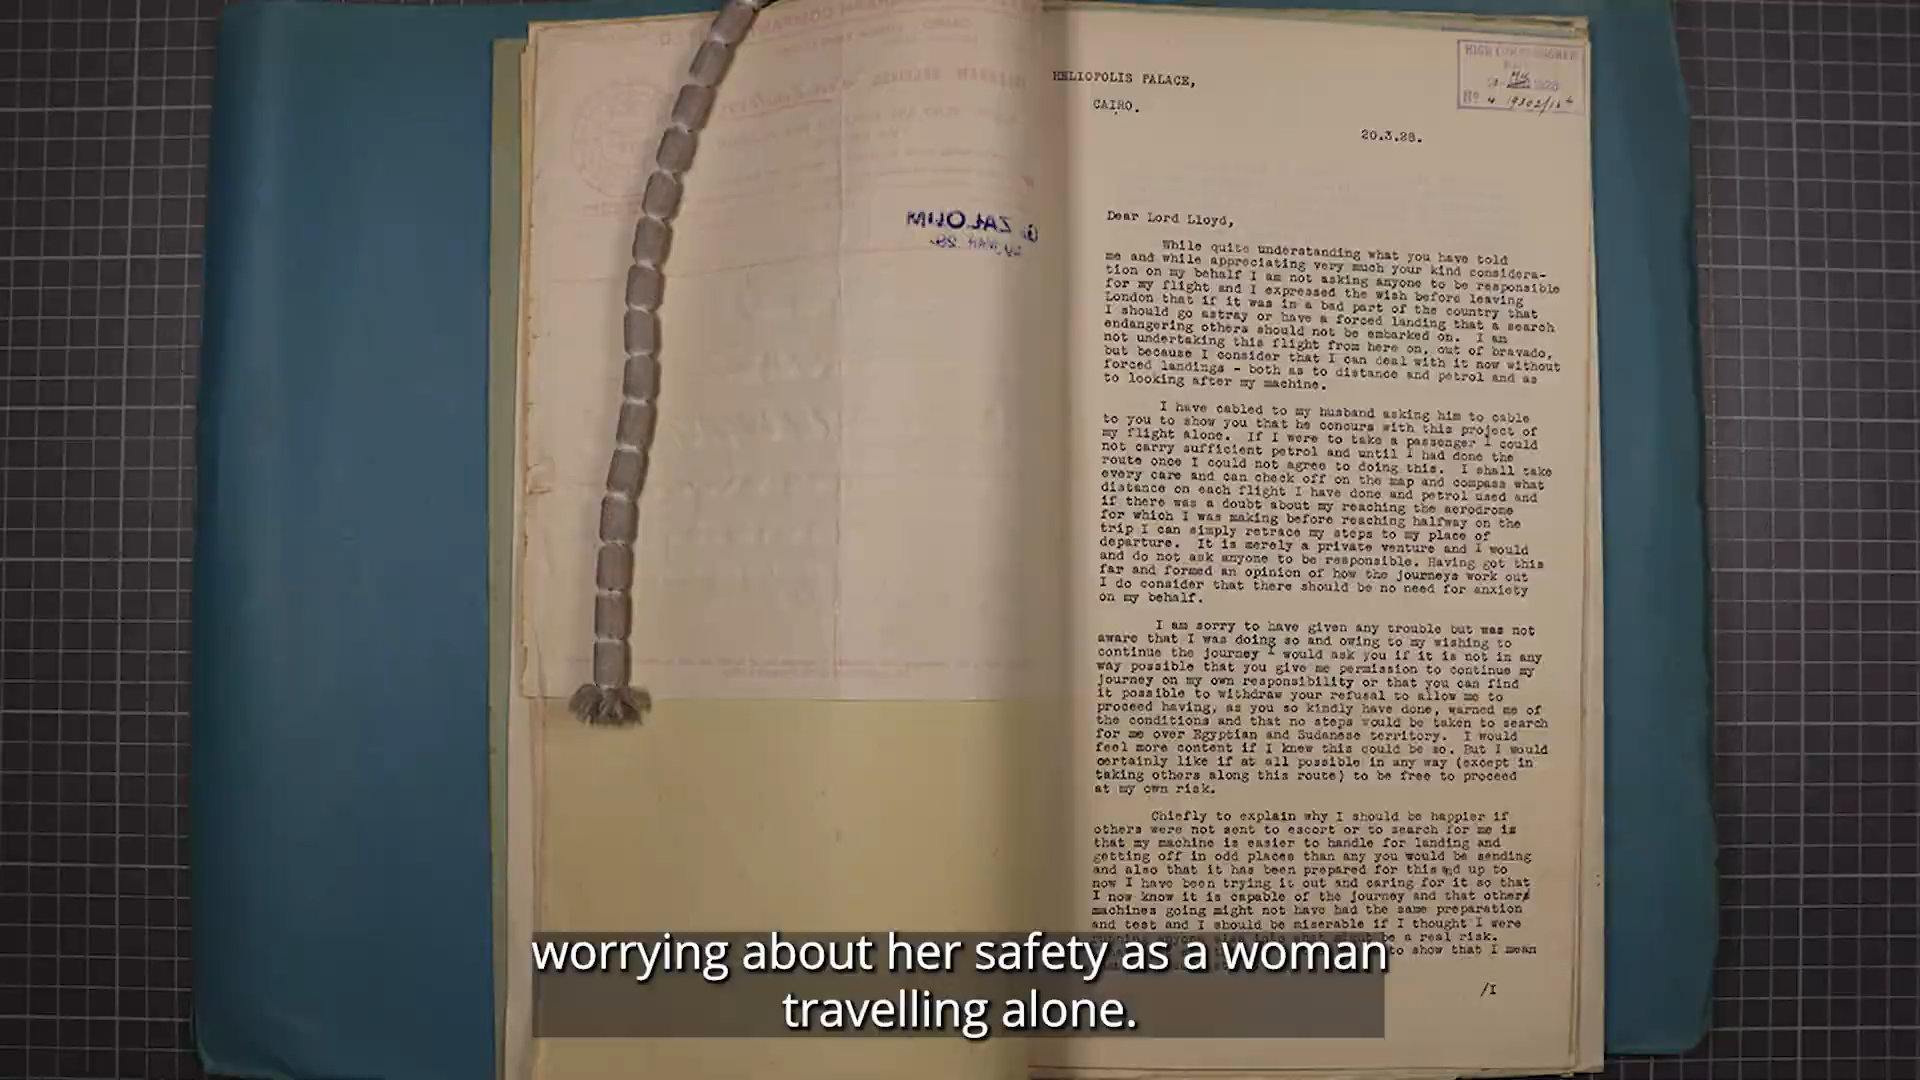 HELIOPOLIS PALACE,
CAIRO.
20.3.28.
HIGH COMMISSIONER
1928
No
G. ZALOUM
MAR 28
Dear Lord Lloyd,
While quite understanding what you have told
me and while appreciating very much your kind considera-
tion on my behalf I am not asking anyone to be responsible
for my flight and I expressed the wish before leaving
London that if it was in a bad part of the country that
I should go astray or have a forced landing that a search
endangering others should not be embarked on. I am
not undertaking this flight from here on, out of bravado,
but because I consider that I can deal with it now without
forced landings - both as to distance and petrol and as
to looking after my machine.
I have cabled to my husband asking him to cable
to you to show you that he concurs with this project of
my flight alone. If I were to take a passenger I could
not carry sufficient petrol and until I had done the
route once I could not agree to doing this. I shall take
every care and can check off on the map and compass what
distance on each flight I have done and petrol used and
if there was a doubt about my reaching the aerodrome
for which I was making before reaching halfway on the
trip I can simply retrace my steps to my place of
departure. It is merely a private venture and I would
and do not ask anyone to be responsible. Having got this
far and formed an opinion of how the journeys work out
I do consider that there should be no need for anxiety
on my behalf.
I am sorry to have given any trouble but was not
aware that I was doing so and owing to my wishing to
continue the journey I would ask you if it is not in any
way possible that you give me permission to continue my
journey on my own responsibility or that you can find
it possible to withdraw your refusal to allow me to
proceed having, as you so kindly have done, warned me of
the conditions and that no steps would be taken to search
for me over Egyptian and Sudanese territory. I would
feel more content if I knew this could be so. But I would
certainly like if at all possible in any way (except in
taking others along this route) to be free to proceed
at my own risk.
Chiefly to explain why I should be happier if
others were not sent to escort or to search for me is
that my machine is easier to handle for landing and
getting off in odd places than any you would be sending
and also that it has been prepared for this and up to
now I have been trying it out and caring for it so that
I now know it is capable of the journey and that other
machines going might not have had the same preparation
and test and I should be miserable if I thought I were
be a real risk.
to show that I mean
/I
worrying about her safety as a woman
travelling alone.